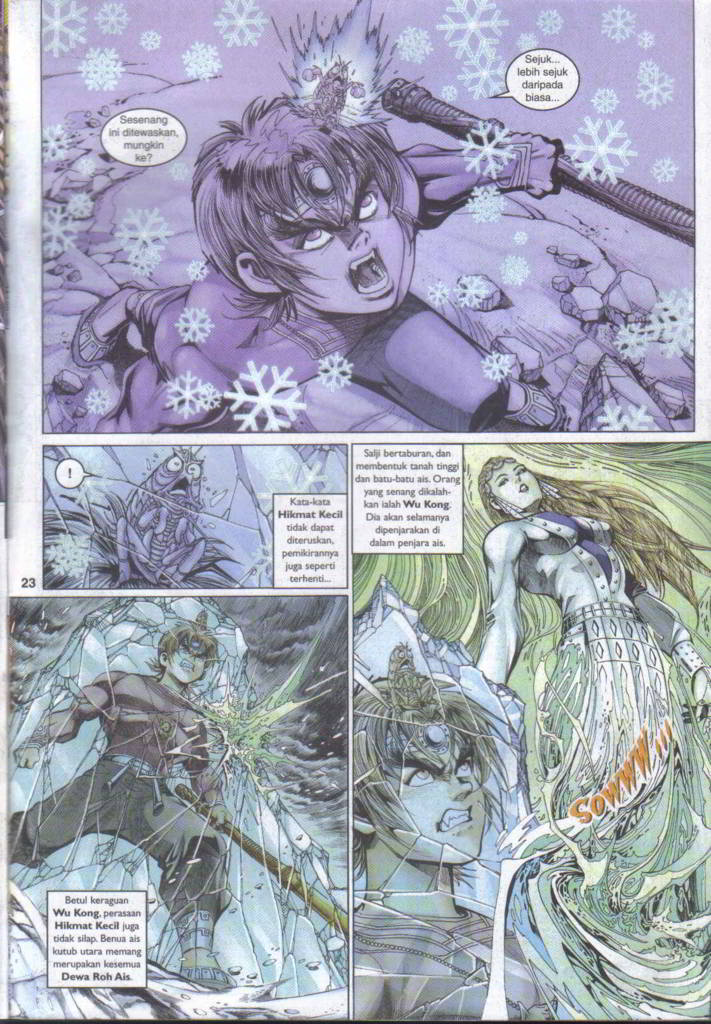 Sejuk...
lebih sejuk
daripada
biasa...
Sesenang
ini ditewaskan,
mungkin
ke?
!
Kata-kata
Hikmat Kecil
tidak dapat
diteruskan,
pemikirannya
juga seperti
terhenti...
Salji bertaburan, dan
membentuk tanah tinggi
dan batu-batu ais. Orang
yang senang dikalah-
kan ialah Wu Kong.
Dia akan selamanya
dipenjarakan di
dalam penjara ais.
23
Betul keraguan
Wu Kong, perasaan
Hikmat Kecil juga
tidak silap. Benua ais
kutub utara memang
merupakan kesemua
Dewa Roh Ais.
SOWWW...